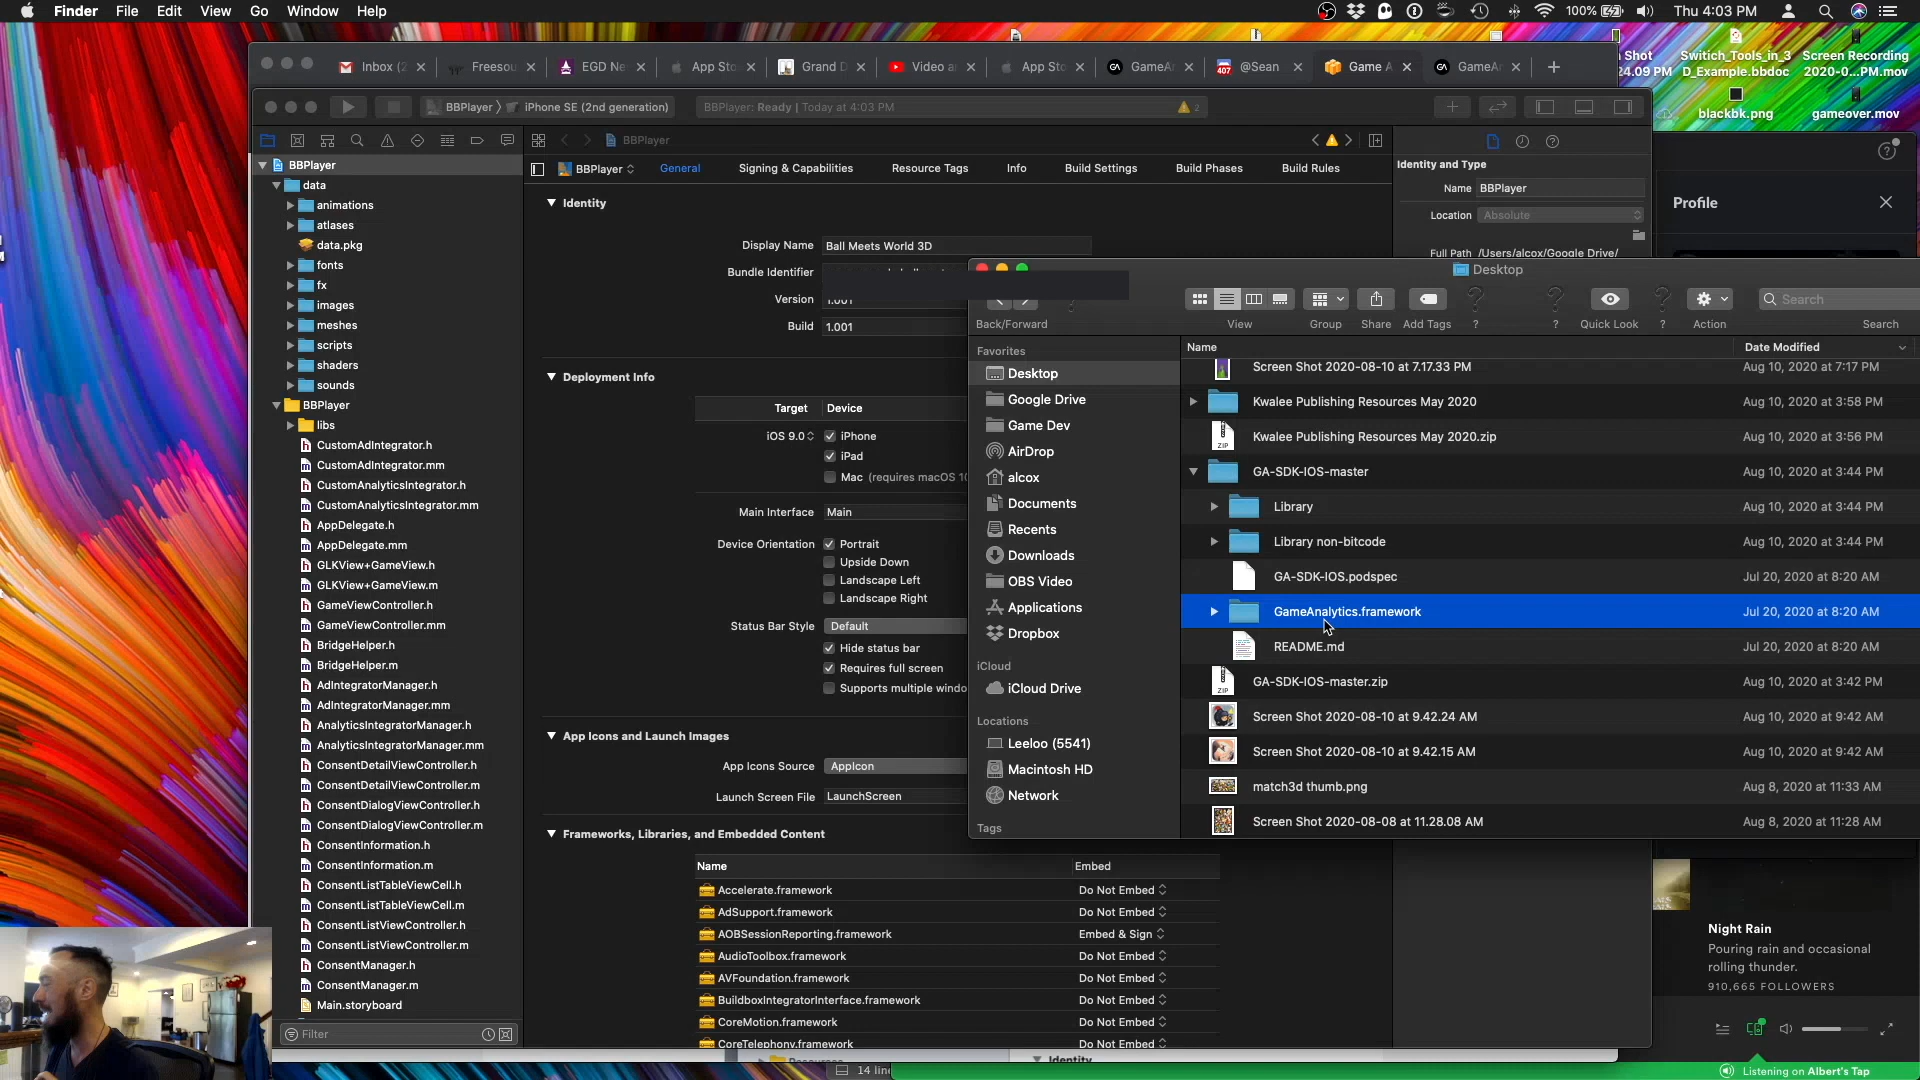 Finder File Edit View Go Window Help
100% Thu 4:03 PM
Shot
24.09 PM
Switich_Tools_in_3
D_Example.bbdoc
Screen Recording
2020-0...PM.mov
blackbk.png
gameover.mov
Inbox (2
Freesou
EGD Ne
App Sto
Grand D
Video a
App Sto
GameAn
@Sean
Game A
GameAn
BBPlayer
iPhone SE (2nd generation)
BBPlayer: Ready | Today at 4:03 PM
2
BBPlayer
BBPlayer
data
animations
atlases
data.pkg
fonts
fx
images
meshes
scripts
shaders
sounds
BBPlayer
libs
CustomAdIntegrator.h
CustomAdIntegrator.mm
CustomAnalyticsIntegrator.h
CustomAnalyticsIntegrator.mm
AppDelegate.h
AppDelegate.mm
GLKView+GameView.h
GLKView+GameView.m
GameViewController.h
GameViewController.mm
BridgeHelper.h
BridgeHelper.m
AdIntegratorManager.h
AdIntegratorManager.mm
AnalyticsIntegratorManager.h
AnalyticsIntegratorManager.mm
ConsentDetailViewController.h
ConsentDetailViewController.m
ConsentDialogViewController.h
ConsentDialogViewController.m
ConsentInformation.h
ConsentInformation.m
ConsentListTableViewCell.h
ConsentListTableViewCell.m
ConsentListViewController.h
ConsentListViewController.m
ConsentManager.h
ConsentManager.m
Main.storyboard
Filter
BBPlayer
General
Signing & Capabilities
Resource Tags
Info
Build Settings
Build Phases
Build Rules
Identity
Display Name Ball Meets World 3D
Bundle Identifier
Version 1.001
Build 1.001
Deployment Info
Target Device
iOS 9.0 iPhone
iPad
Mac (requires macOS 10
Main Interface Main
Device Orientation Portrait
Upside Down
Landscape Left
Landscape Right
Status Bar Style Default
Hide status bar
Requires full screen
Supports multiple windo
App Icons and Launch Images
App Icons Source AppIcon
Launch Screen File LaunchScreen
Frameworks, Libraries, and Embedded Content
Name Embed
Accelerate.framework Do Not Embed
AdSupport.framework Do Not Embed
AOBSessionReporting.framework Embed & Sign
AudioToolbox.framework Do Not Embed
AVFoundation.framework Do Not Embed
BuildboxIntegratorInterface.framework Do Not Embed
CoreMotion.framework Do Not Embed
CoreTelephony.framework Do Not Embed
Identity and Type
Name BBPlayer
Location Absolute
Full Path /Users/alcox/Google Drive/
Profile
Desktop
Search
Back/Forward View Group Share Add Tags ? ? Quick Look ? Action Search
Favorites
Desktop
Google Drive
Game Dev
AirDrop
alcox
Documents
Recents
Downloads
OBS Video
Applications
Dropbox
iCloud
iCloud Drive
Locations
Leeloo (5541)
Macintosh HD
Network
Tags
Name Date Modified
Screen Shot 2020-08-10 at 7.17.33 PM Aug 10, 2020 at 7:17 PM
Kwalee Publishing Resources May 2020 Aug 10, 2020 at 3:58 PM
Kwalee Publishing Resources May 2020.zip Aug 10, 2020 at 3:56 PM
GA-SDK-IOS-master Aug 10, 2020 at 3:44 PM
Library Aug 10, 2020 at 3:44 PM
Library non-bitcode Aug 10, 2020 at 3:44 PM
GA-SDK-IOS.podspec Jul 20, 2020 at 8:20 AM
GameAnalytics.framework Jul 20, 2020 at 8:20 AM
README.md Jul 20, 2020 at 8:20 AM
GA-SDK-IOS-master.zip Aug 10, 2020 at 3:42 PM
Screen Shot 2020-08-10 at 9.42.24 AM Aug 10, 2020 at 9:42 AM
Screen Shot 2020-08-10 at 9.42.15 AM Aug 10, 2020 at 9:42 AM
match3d thumb.png Aug 8, 2020 at 11:33 AM
Screen Shot 2020-08-08 at 11.28.08 AM Aug 8, 2020 at 11:28 AM
Night Rain
Pouring rain and occasional
rolling thunder.
910,665 FOLLOWERS
Identity
14 line
Listening on Albert's Tap